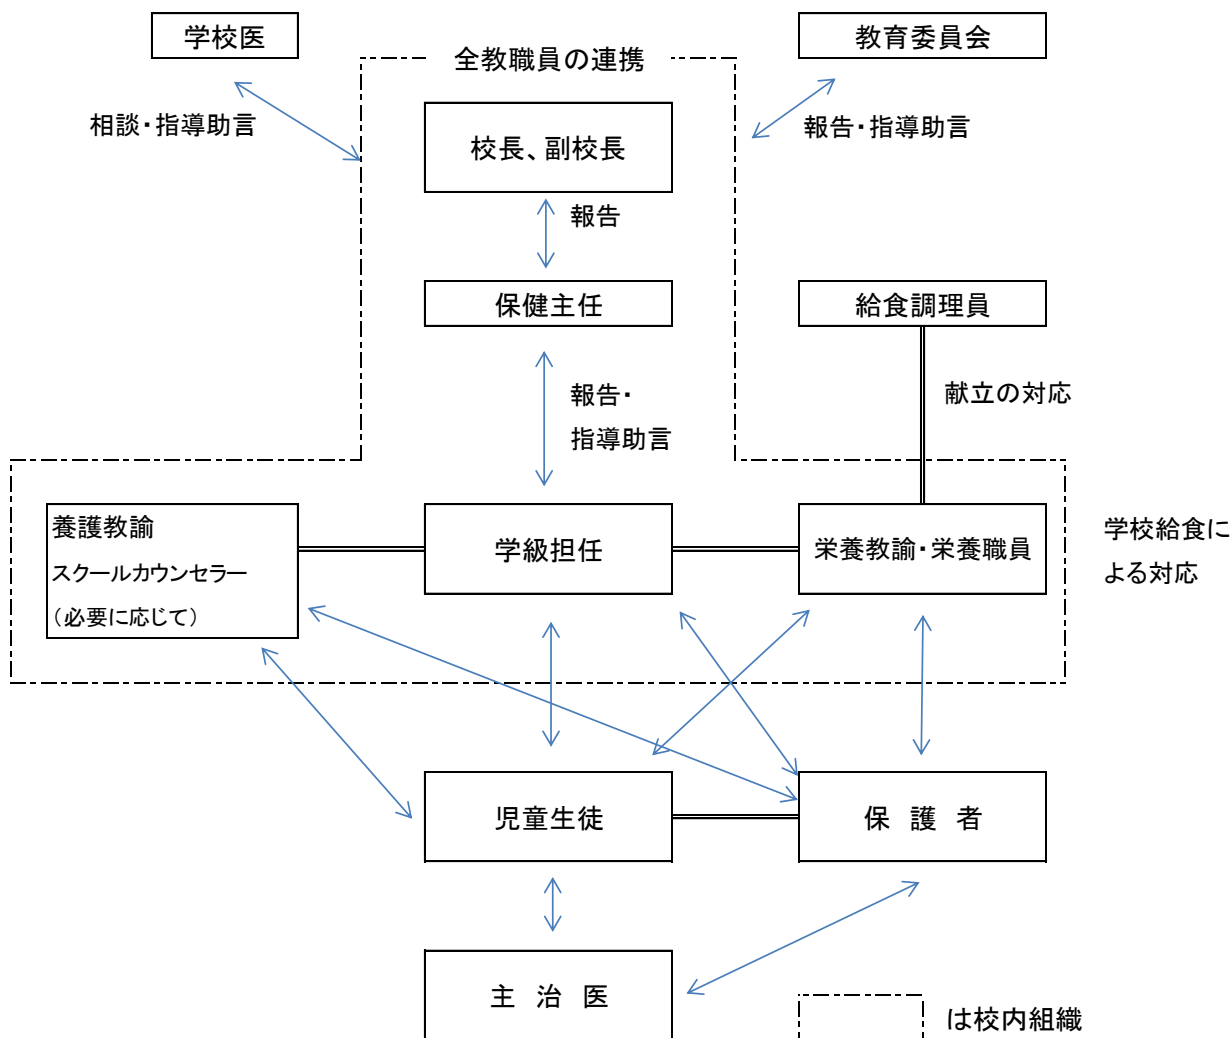 学校医
教育委員会
全教職員の連携
相談・指導助言
報告・指導助言
校長、副校長
報告
保健主任
給食調理員
報告・
指導助言
献立の対応
養護教諭
スクールカウンセラー
（必要に応じて）
学級担任
栄養教諭・栄養職員
学校給食に
よる対応
児童生徒
保　護　者
主　治　医
は校内組織